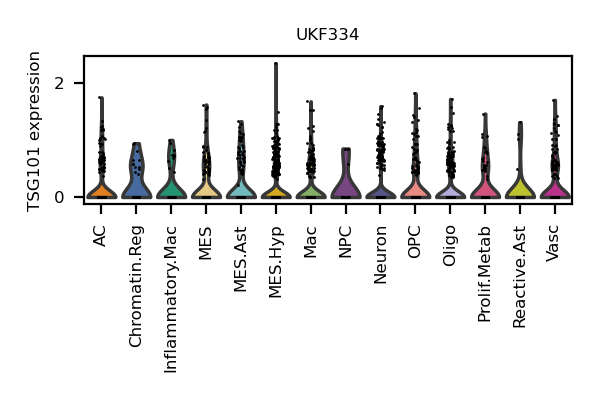 UKF334
TSG101 expression
2
0
AC
Chromatin.Reg
Inflammatory.Mac
MES
MES.Ast
MES.Hyp
Mac
NPC
Neuron
OPC
Oligo
Prolif.Metab
Reactive.Ast
Vasc